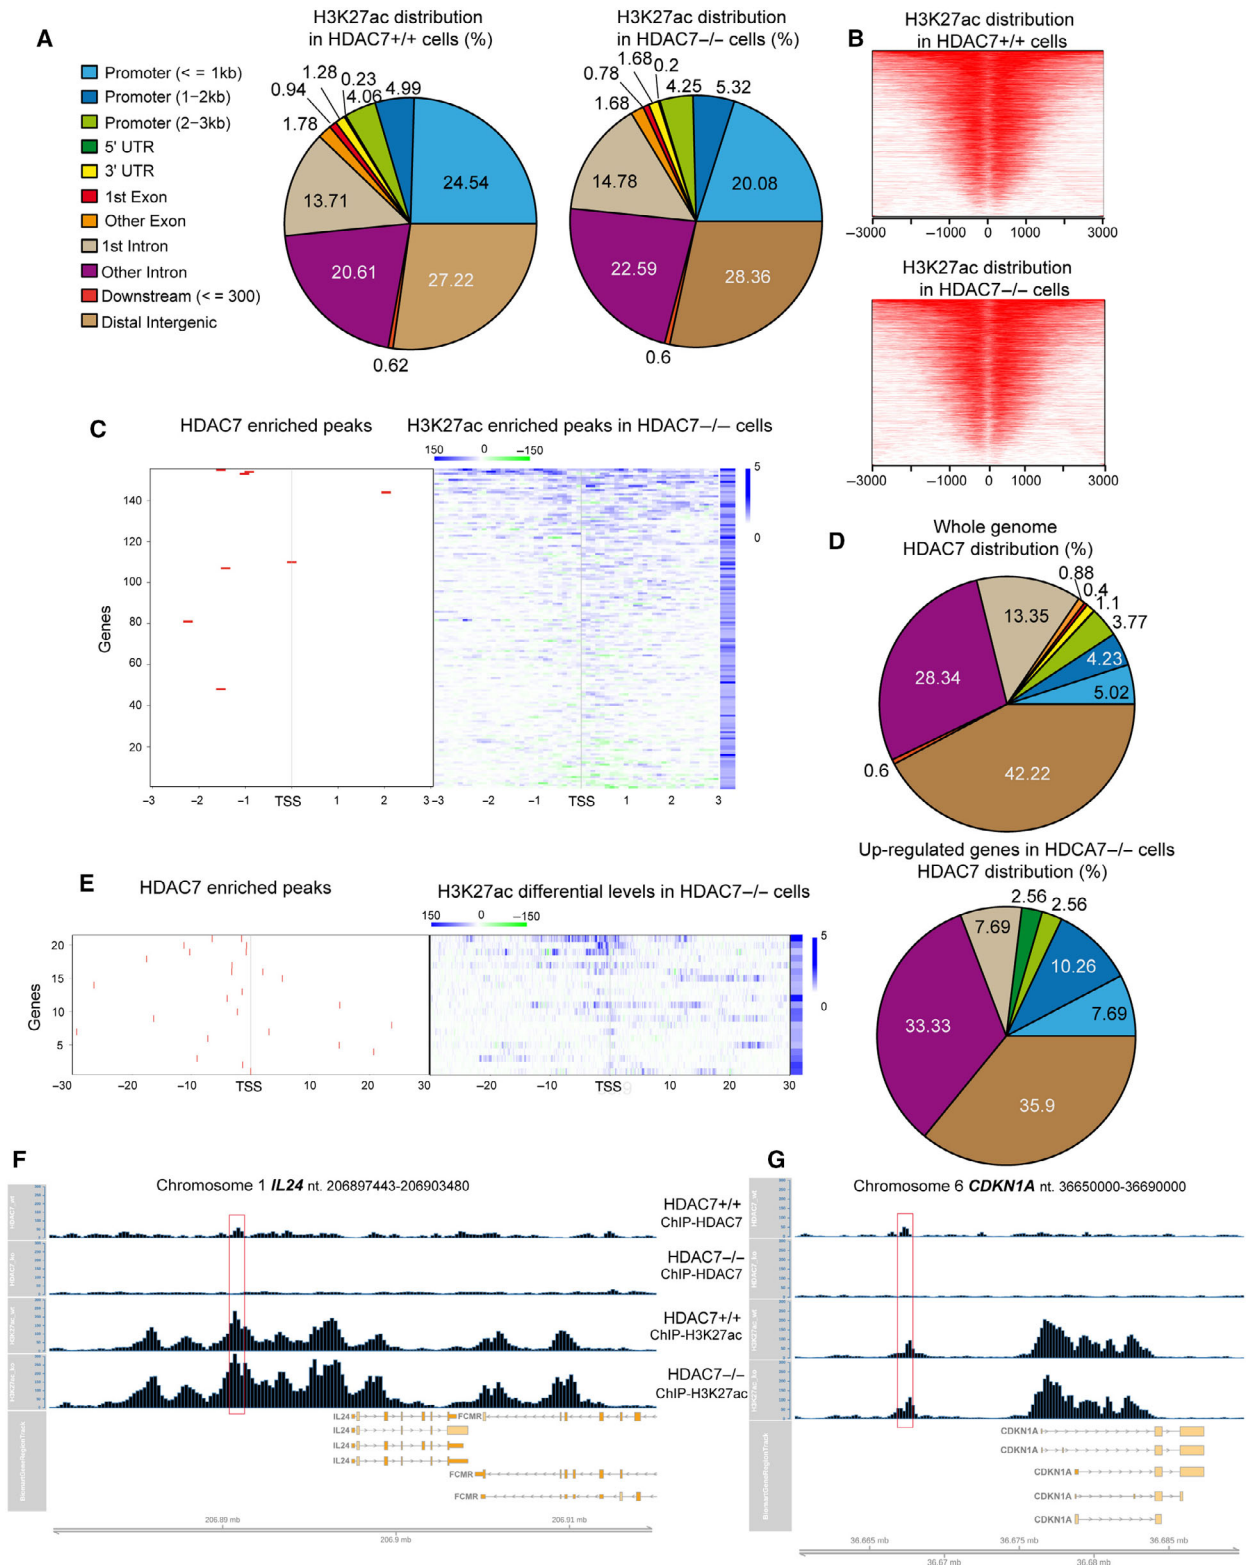 A
H3K27ac distribution
in HDAC7+/+ cells (%)
H3K27ac distribution
in HDAC7–/– cells (%)
Promoter (< = 1kb)
Promoter (1–2kb)
Promoter (2–3kb)
5' UTR
3' UTR
1st Exon
Other Exon
1st Intron
Other Intron
Downstream (< = 300)
Distal Intergenic
1.78
0.94
1.28
0.23
4.06
4.99
24.54
13.71
20.61
27.22
0.62
1.68
0.78
1.68
0.2
4.25
5.32
20.08
14.78
22.59
28.36
0.6
B
H3K27ac distribution
in HDAC7+/+ cells
–3000 –1000 0 1000 3000
H3K27ac distribution
in HDAC7–/– cells
–3000 –1000 0 1000 3000
C
HDAC7 enriched peaks
H3K27ac enriched peaks in HDAC7–/– cells
150 0 –150
5
0
Genes
140
120
100
80
60
40
20
–3 –2 –1 TSS 1 2 3
–3 –2 –1 TSS 1 2 3
D
Whole genome
HDAC7 distribution (%)
0.88
0.4
1.1
3.77
4.23
5.02
13.35
28.34
0.6
42.22
Up-regulated genes in HDCA7–/– cells
HDAC7 distribution (%)
2.56
2.56
7.69
10.26
7.69
33.33
35.9
E
HDAC7 enriched peaks
H3K27ac differential levels in HDAC7–/– cells
150 0 –150
5
0
Genes
20
15
10
5
–30 –20 –10 TSS 10 20 30
–20 –10 TSS 10 20 30
F
Chromosome 1 IL24 nt. 206897443-206903480
HDAC7_wt
HDAC7_ko
H3K27ac_wt
H3K27ac_ko
BiomartGeneRegionTrack
HDAC7+/+
ChIP-HDAC7
HDAC7–/–
ChIP-HDAC7
HDAC7+/+
ChIP-H3K27ac
HDAC7–/–
ChIP-H3K27ac
IL24
FCMR
IL24
IL24
IL24
FCMR
FCMR
206.89 mb
206.9 mb
206.91 mb
G
Chromosome 6 CDKN1A nt. 36650000-36690000
HDAC7_wt
HDAC7_ko
H3K27ac_wt
H3K27ac_ko
BiomartGeneRegionTrack
CDKN1A
CDKN1A
CDKN1A
CDKN1A
CDKN1A
36.665 mb
36.67 mb
36.675 mb
36.68 mb
36.685 mb